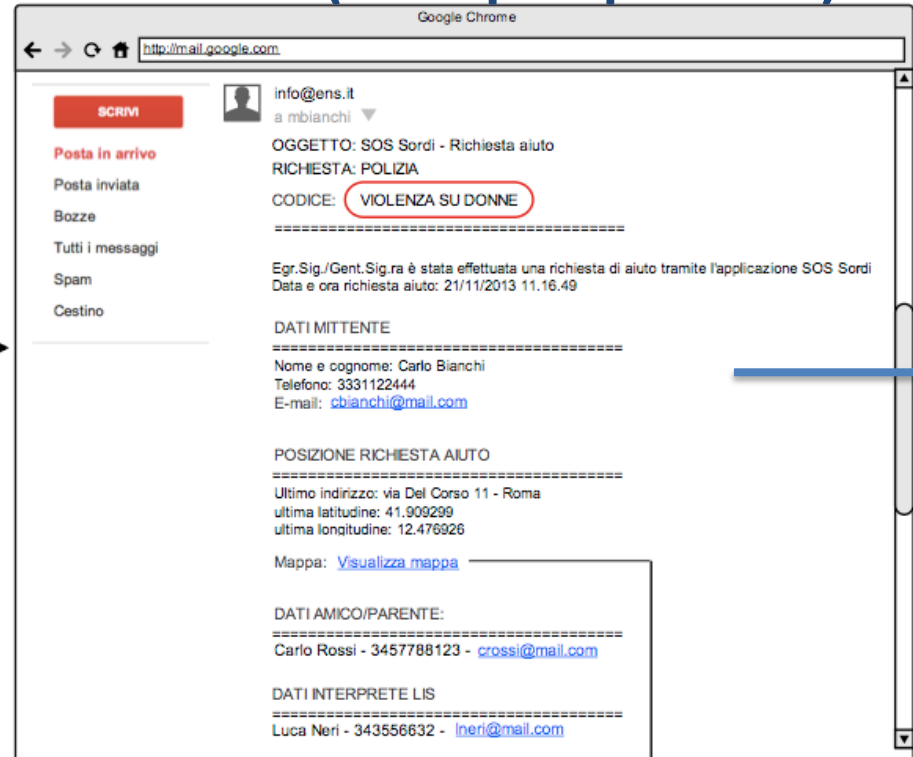 Google Chrome
http://mail.google.com
SCRIVI
Posta in arrivo
Posta inviata
Bozze
Tutti i messaggi
Spam
Cestino
info@ens.it
a mbianchi
OGGETTO: SOS Sordi - Richiesta aiuto
RICHIESTA: POLIZIA
CODICE: VIOLENZA SU DONNE
=======================================
Egr.Sig./Gent.Sig.ra è stata effettuata una richiesta di aiuto tramite l'applicazione SOS Sordi
Data e ora richiesta aiuto: 21/11/2013 11.16.49
DATI MITTENTE
=======================================
Nome e cognome: Carlo Bianchi
Telefono: 3331122444
E-mail: cbianchi@mail.com
POSIZIONE RICHIESTA AIUTO
=======================================
Ultimo indirizzo: via Del Corso 11 - Roma
ultima latitudine: 41.909299
ultima longitudine: 12.476926
Mappa: Visualizza mappa
DATI AMICO/PARENTE:
=======================================
Carlo Rossi - 3457788123 - crossi@mail.com
DATI INTERPRETE LIS
=======================================
Luca Neri - 343556632 - lneri@mail.com